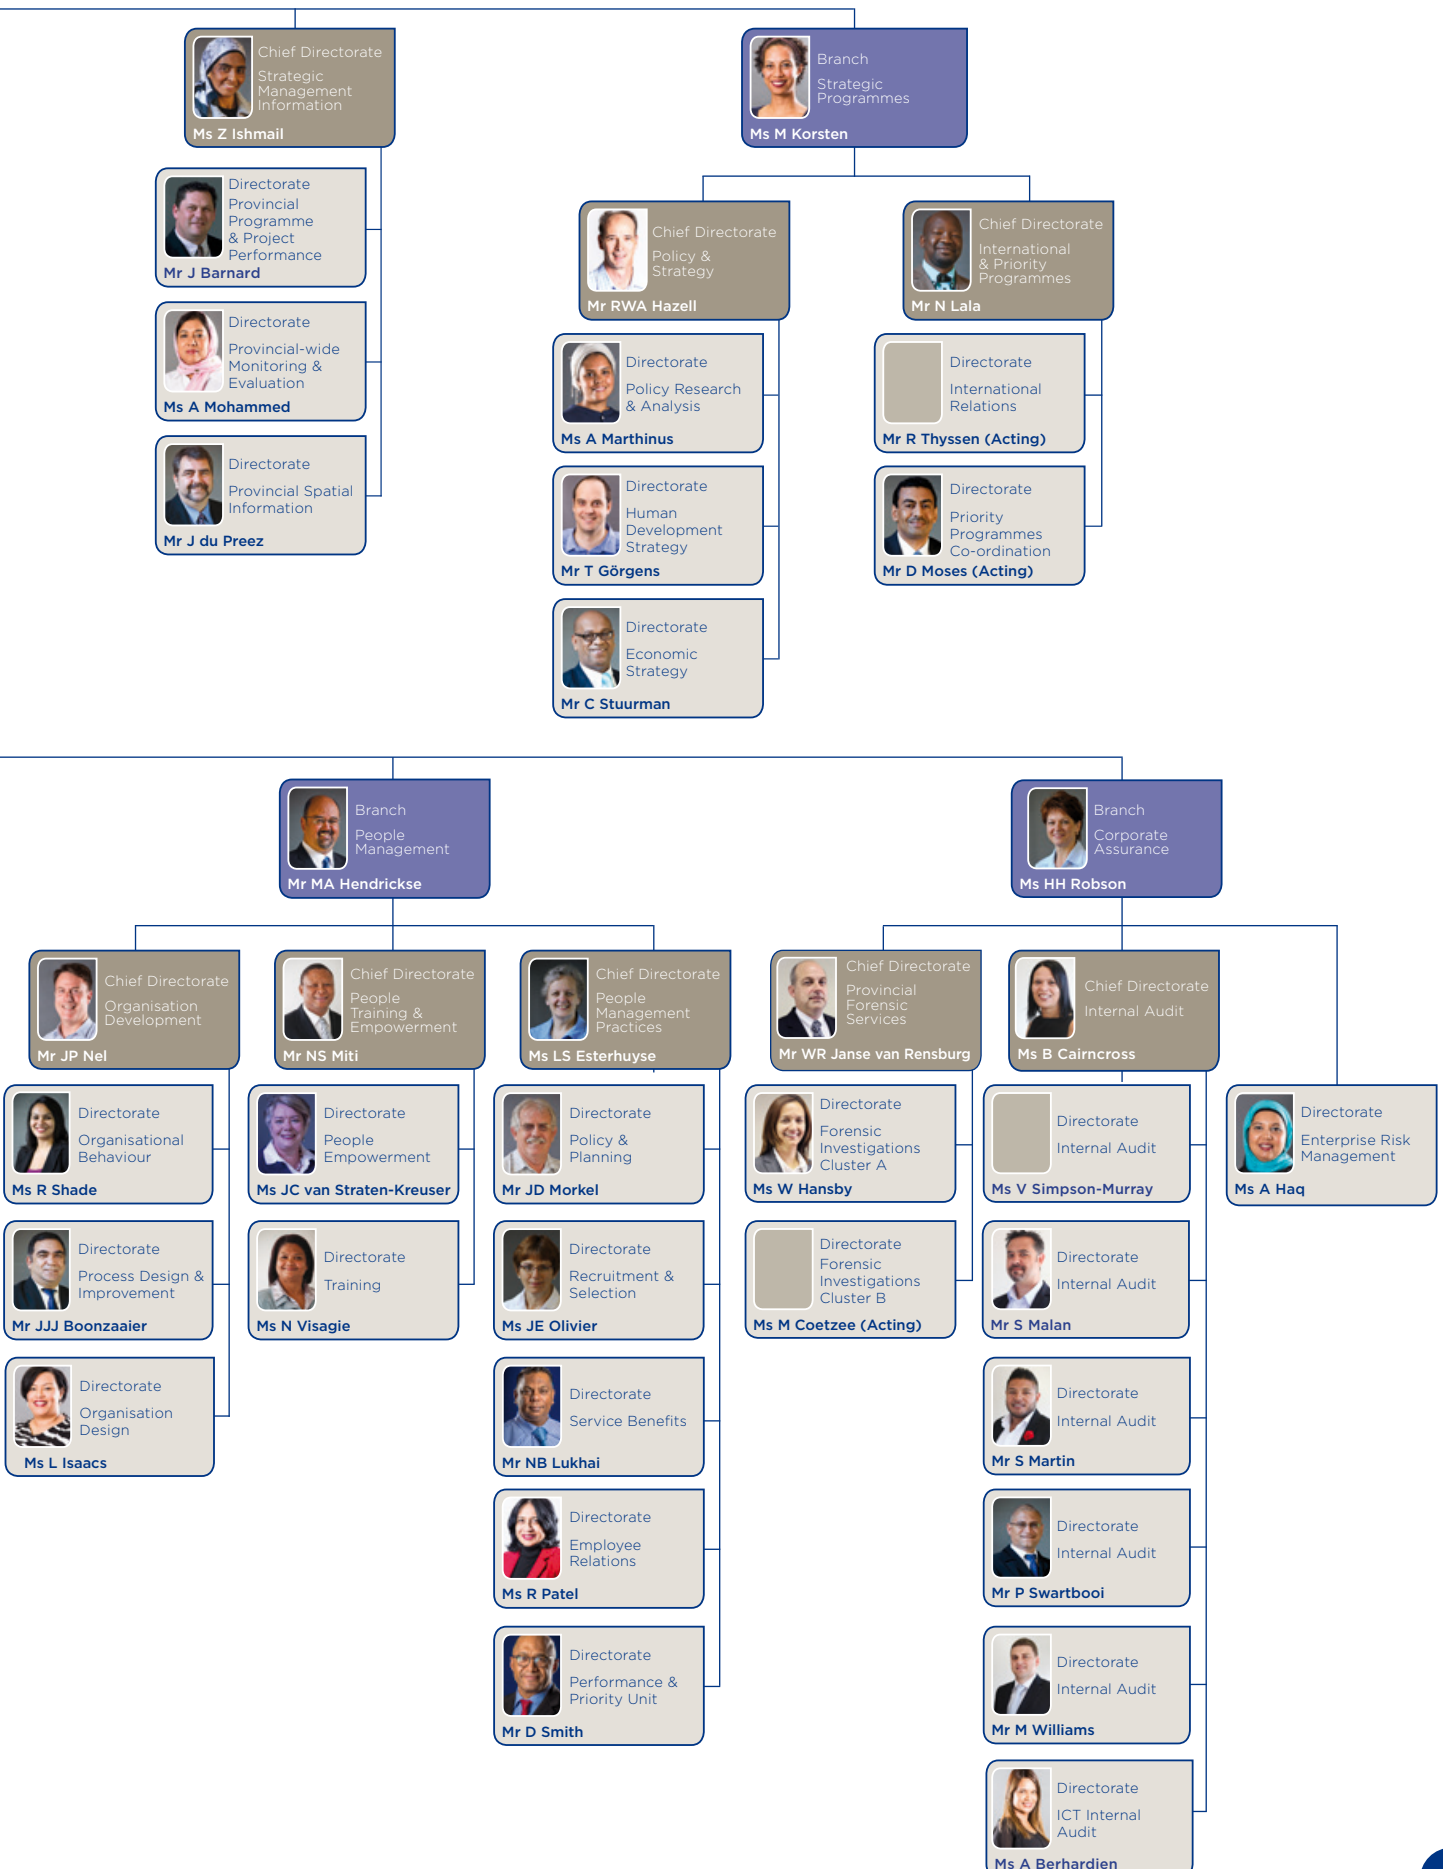 Chief Directorate
Strategic
Management
Information
Ms Z Ishmail
Branch
Strategic
Programmes
Ms M Korsten
Directorate
Provincial
Programme
& Project
Performance
Mr J Barnard
Directorate
Provincial-wide
Monitoring &
Evaluation
Ms A Mohammed
Directorate
Provincial Spatial
Information
Mr J du Preez
Chief Directorate
Policy &
Strategy
Mr RWA Hazell
Chief Directorate
International
& Priority
Programmes
Mr N Lala
Directorate
Policy Research
& Analysis
Ms A Marthinus
Directorate
Human
Development
Strategy
Mr T Görgens
Directorate
Economic
Strategy
Mr C Stuurman
Directorate
International
Relations
Mr R Thyssen (Acting)
Directorate
Priority
Programmes
Co-ordination
Mr D Moses (Acting)
Branch
People
Management
Mr MA Hendrickse
Branch
Corporate
Assurance
Ms HH Robson
Chief Directorate
Organisation
Development
Mr JP Nel
Chief Directorate
People
Training &
Empowerment
Mr NS Miti
Chief Directorate
People
Management
Practices
Ms LS Esterhuyse
Chief Directorate
Provincial
Forensic
Services
Mr WR Janse van Rensburg
Chief Directorate
Internal Audit
Ms B Cairncross
Directorate
Organisational
Behaviour
Ms R Shade
Directorate
Process Design &
Improvement
Mr JJJ Boonzaaier
Directorate
Organisation
Design
Ms L Isaacs
Directorate
People
Empowerment
Ms JC van Straten-Kreuser
Directorate
Training
Ms N Visagie
Directorate
Policy &
Planning
Mr JD Morkel
Directorate
Recruitment &
Selection
Ms JE Olivier
Directorate
Service Benefits
Mr NB Lukhai
Directorate
Employee
Relations
Ms R Patel
Directorate
Performance &
Priority Unit
Mr D Smith
Directorate
Forensic
Investigations
Cluster A
Ms W Hansby
Directorate
Forensic
Investigations
Cluster B
Ms M Coetzee (Acting)
Directorate
Internal Audit
Ms V Simpson-Murray
Directorate
Internal Audit
Mr S Malan
Directorate
Internal Audit
Mr S Martin
Directorate
Internal Audit
Mr P Swartbooi
Directorate
Internal Audit
Mr M Williams
Directorate
ICT Internal
Audit
Ms A Berhardien
Directorate
Enterprise Risk
Management
Ms A Haq